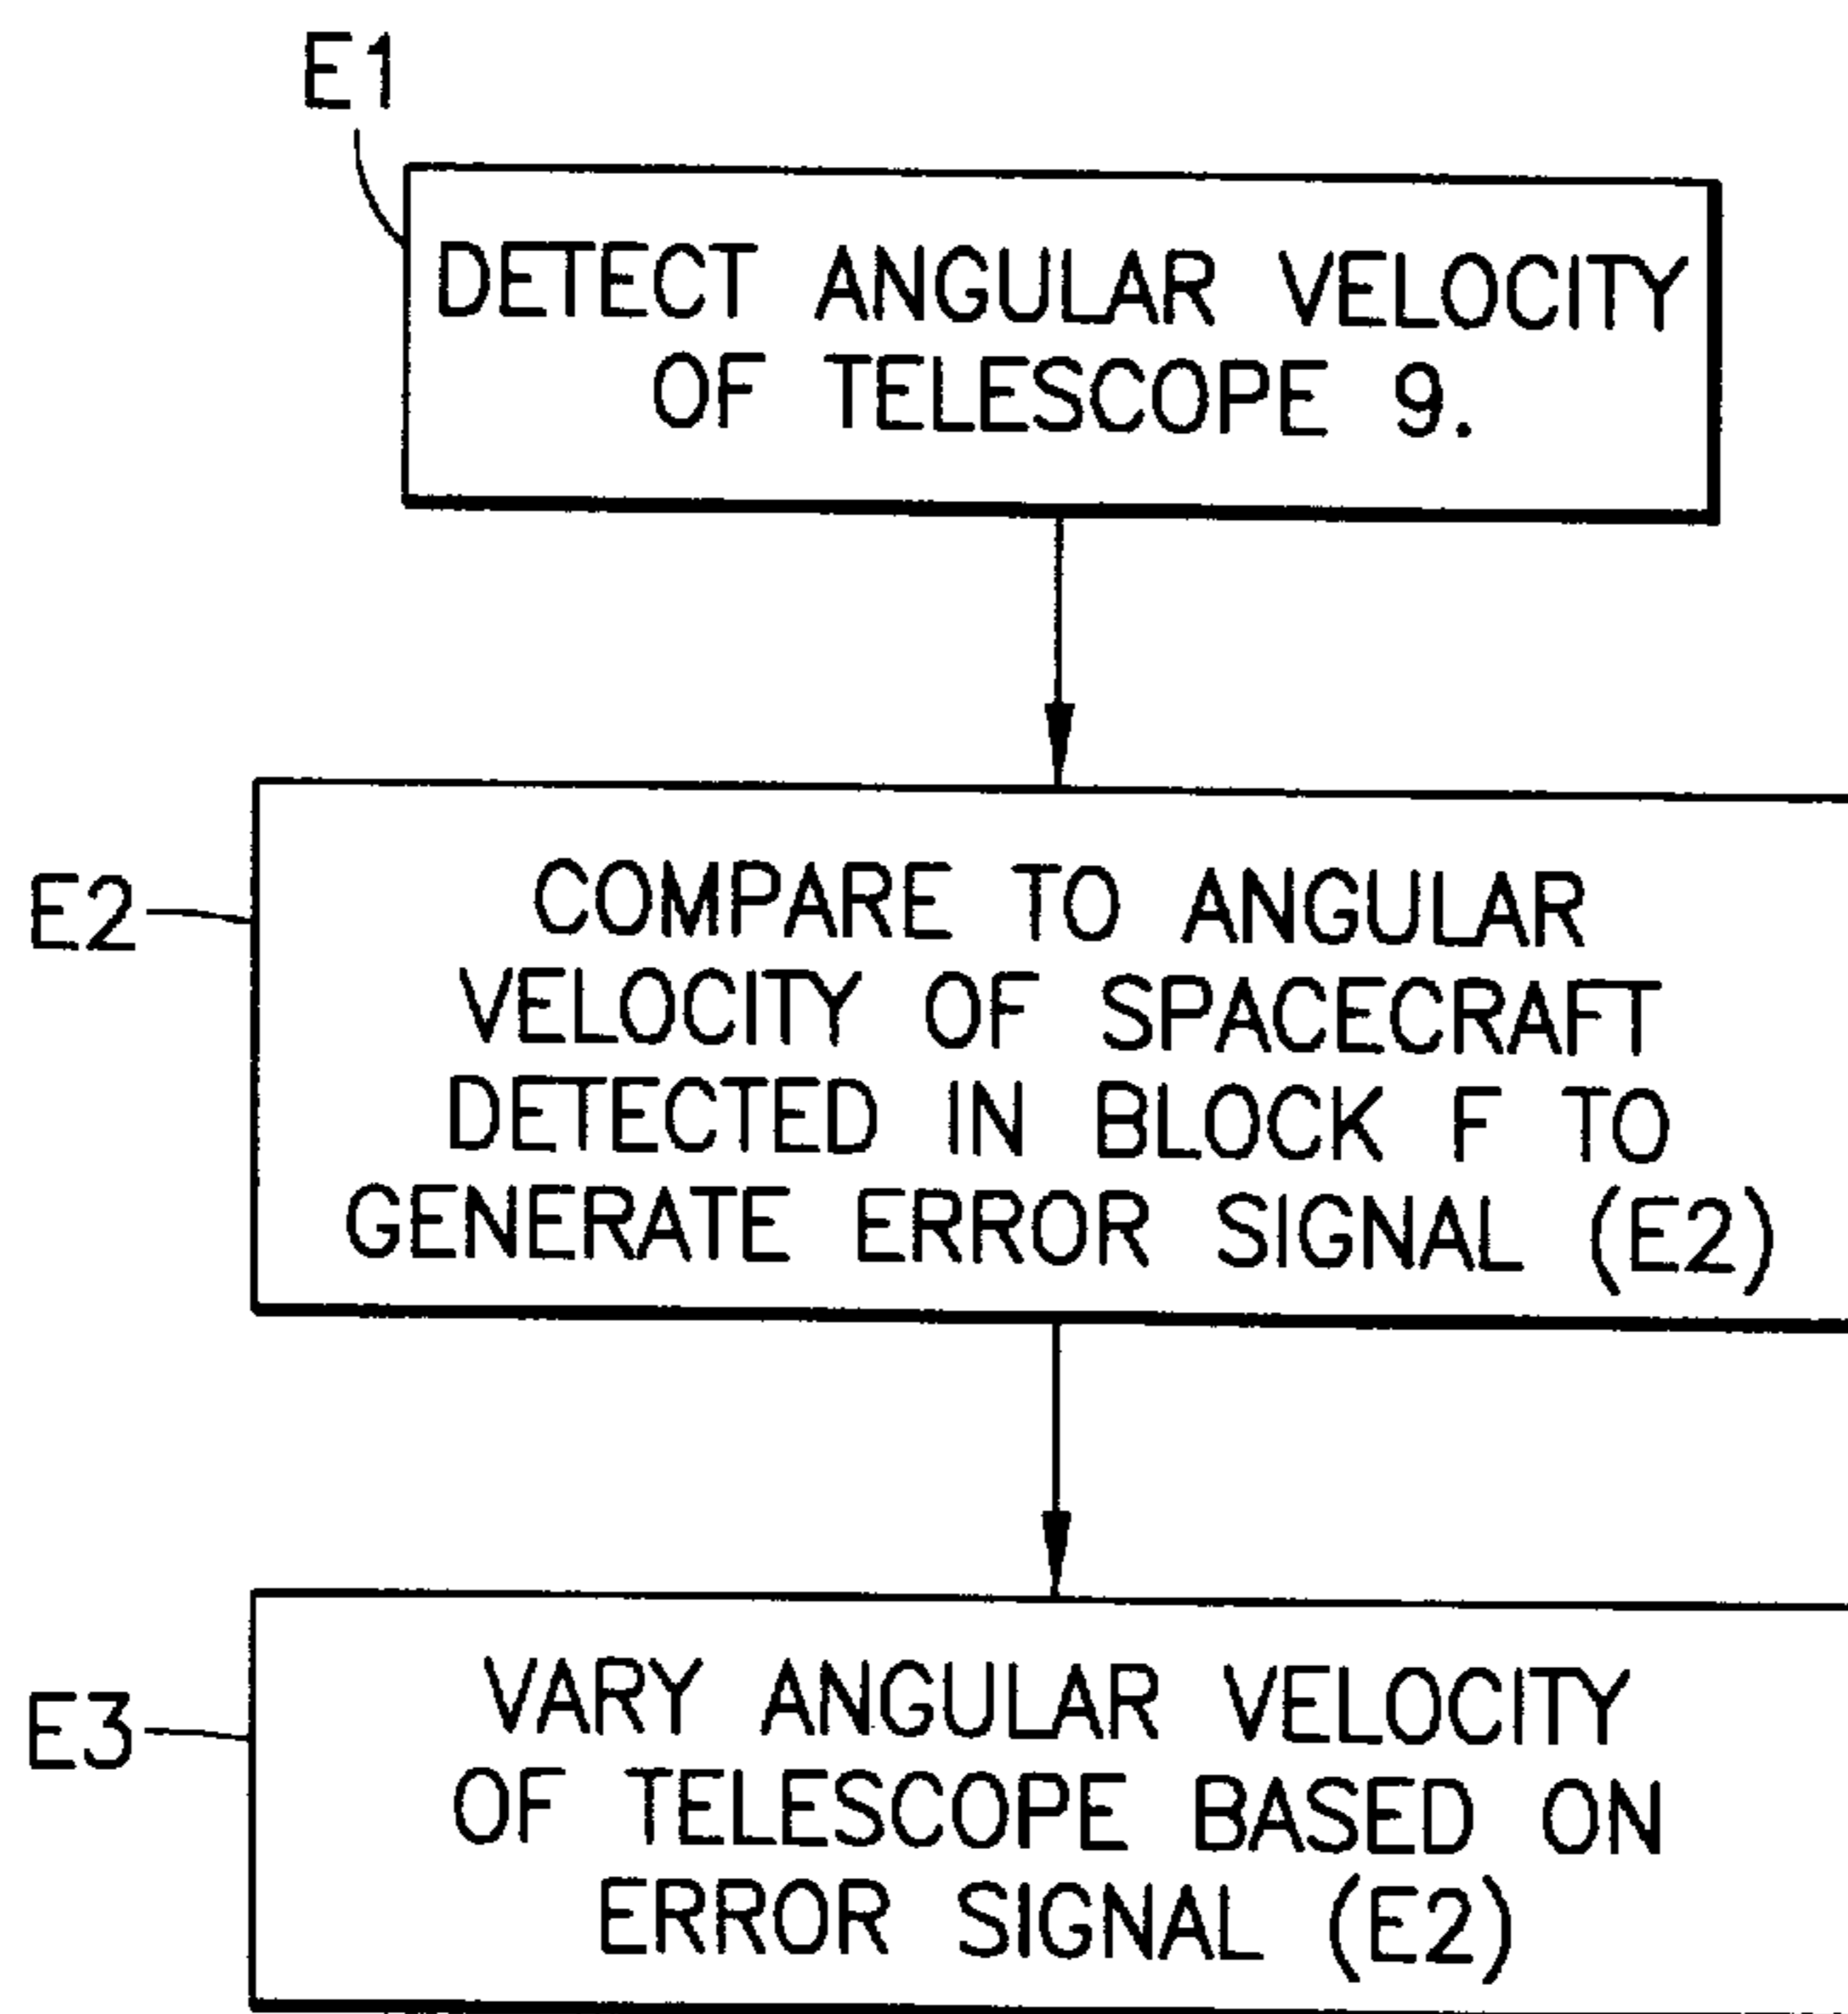 E1
DETECT ANGULAR VELOCITY
OF TELESCOPE 9.
E2
COMPARE TO ANGULAR
VELOCITY OF SPACECRAFT
DETECTED IN BLOCK F TO
GENERATE ERROR SIGNAL (E2)
E3
VARY ANGULAR VELOCITY
OF TELESCOPE BASED ON
ERROR SIGNAL (E2)